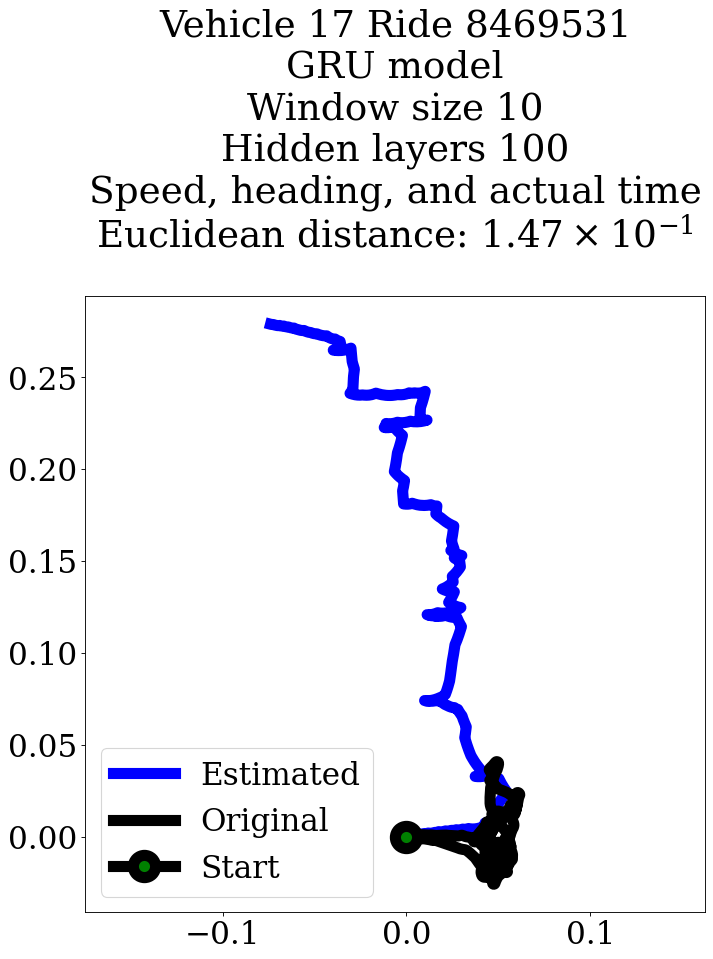 Vehicle 17 Ride 8469531
GRU model
Window size 10
Hidden layers 100
Speed, heading, and actual time
Euclidean distance: 1.47 × 10⁻¹
0.25
0.20
0.15
0.10
0.05
0.00
Estimated
Original
Start
−0.1
0.0
0.1